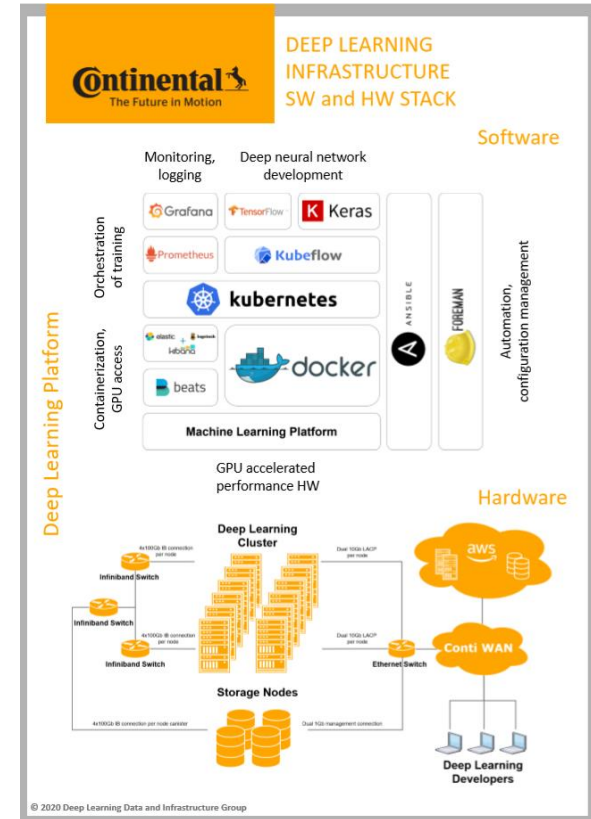 Continental
The Future in Motion
DEEP LEARNING
INFRASTRUCTURE
SW and HW STACK
Software
Monitoring,
logging
Deep neural network
development
Grafana
TensorFlow
K Keras
Orchestration
of training
Prometheus
Kubeflow
kubernetes
ANSIBLE
FOREMAN
Automation,
configuration management
Containerization,
GPU access
elastic
+
logstash
kibana
docker
beats
Machine Learning Platform
Deep Learning Platform
GPU accelerated
performance HW
Hardware
Deep Learning
Cluster
4x100Gb IB connection
per node
Dual 10Gb LACP
per node
aws
Infiniband Switch
Infiniband Switch
4x100Gb IB connection
per node
Dual 10Gb LACP
per node
Infiniband Switch
Ethernet Switch
Conti WAN
Storage Nodes
4x100Gb IB connection per node canister
Dual 1Gb management connection
Deep Learning
Developers
© 2020 Deep Learning Data and Infrastructure Group